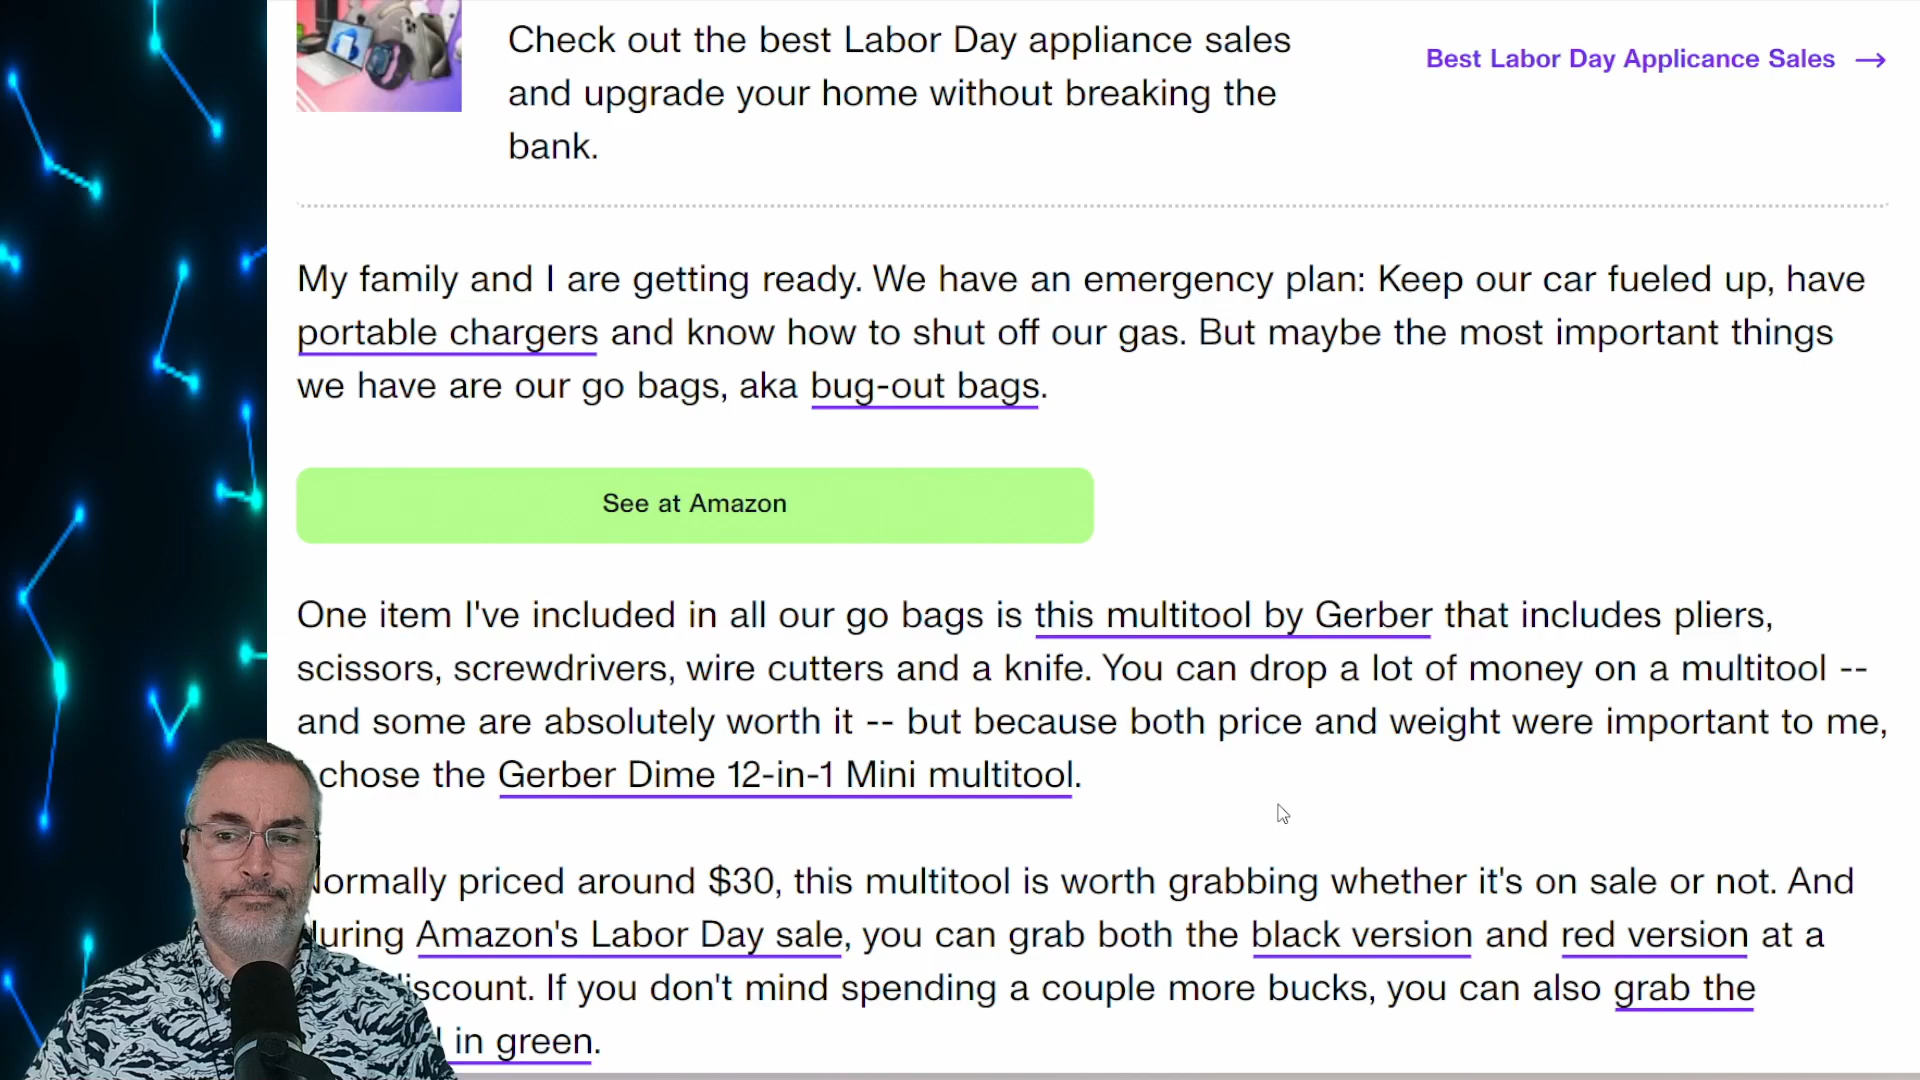 Check out the best Labor Day appliance sales
and upgrade your home without breaking the
bank.
Best Labor Day Applicance Sales →
My family and I are getting ready. We have an emergency plan: Keep our car fueled up, have
portable chargers and know how to shut off our gas. But maybe the most important things
we have are our go bags, aka bug-out bags.
See at Amazon
One item I've included in all our go bags is this multitool by Gerber that includes pliers,
scissors, screwdrivers, wire cutters and a knife. You can drop a lot of money on a multitool --
and some are absolutely worth it -- but because both price and weight were important to me,
chose the Gerber Dime 12-in-1 Mini multitool.
Normally priced around $30, this multitool is worth grabbing whether it's on sale or not. And
during Amazon's Labor Day sale, you can grab both the black version and red version at a
discount. If you don't mind spending a couple more bucks, you can also grab the
in green.